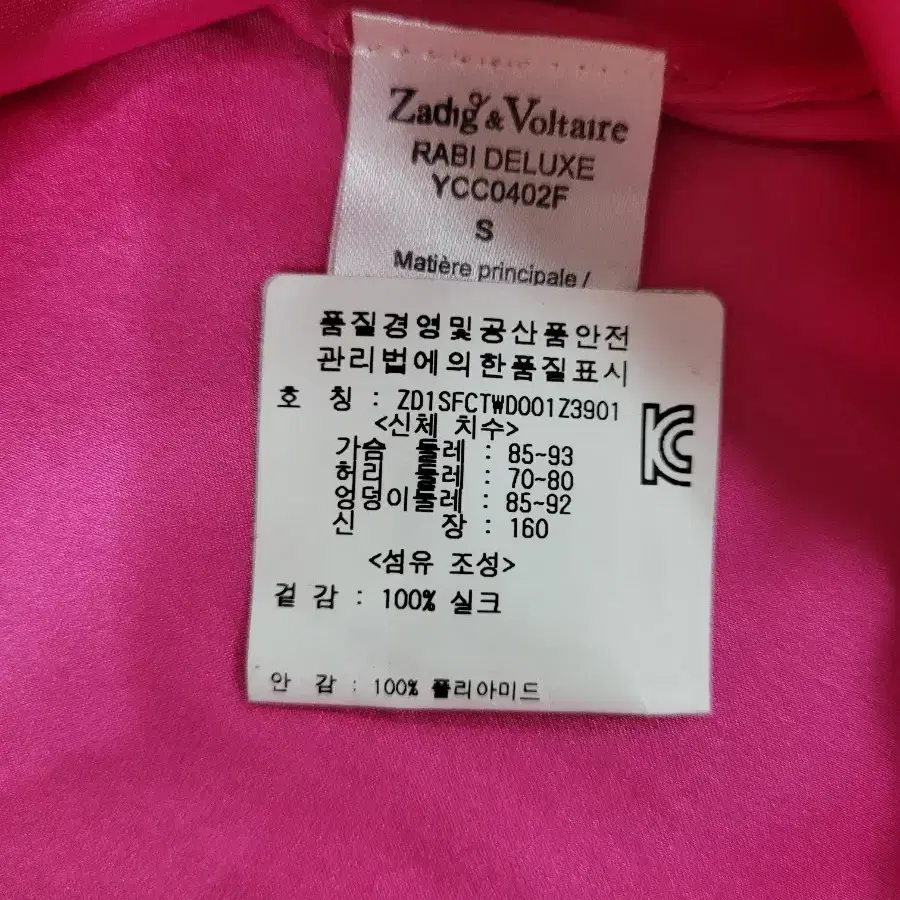 Zadig & Voltaire
RABI DELUXE
YCC0402F
S
Matière principale /
품질경영및공산품안전
관리법에의한품질표시
호 칭 : ZD1SFCTWD001Z3901
<신체 치수>
가슴 둘레 : 85~93
허리 둘레 : 70~80
엉덩이둘레 : 85~92
신 장 : 160
<섬유 조성>
겉 감 : 100% 실크
안 감 : 100% 폴리아미드
KC